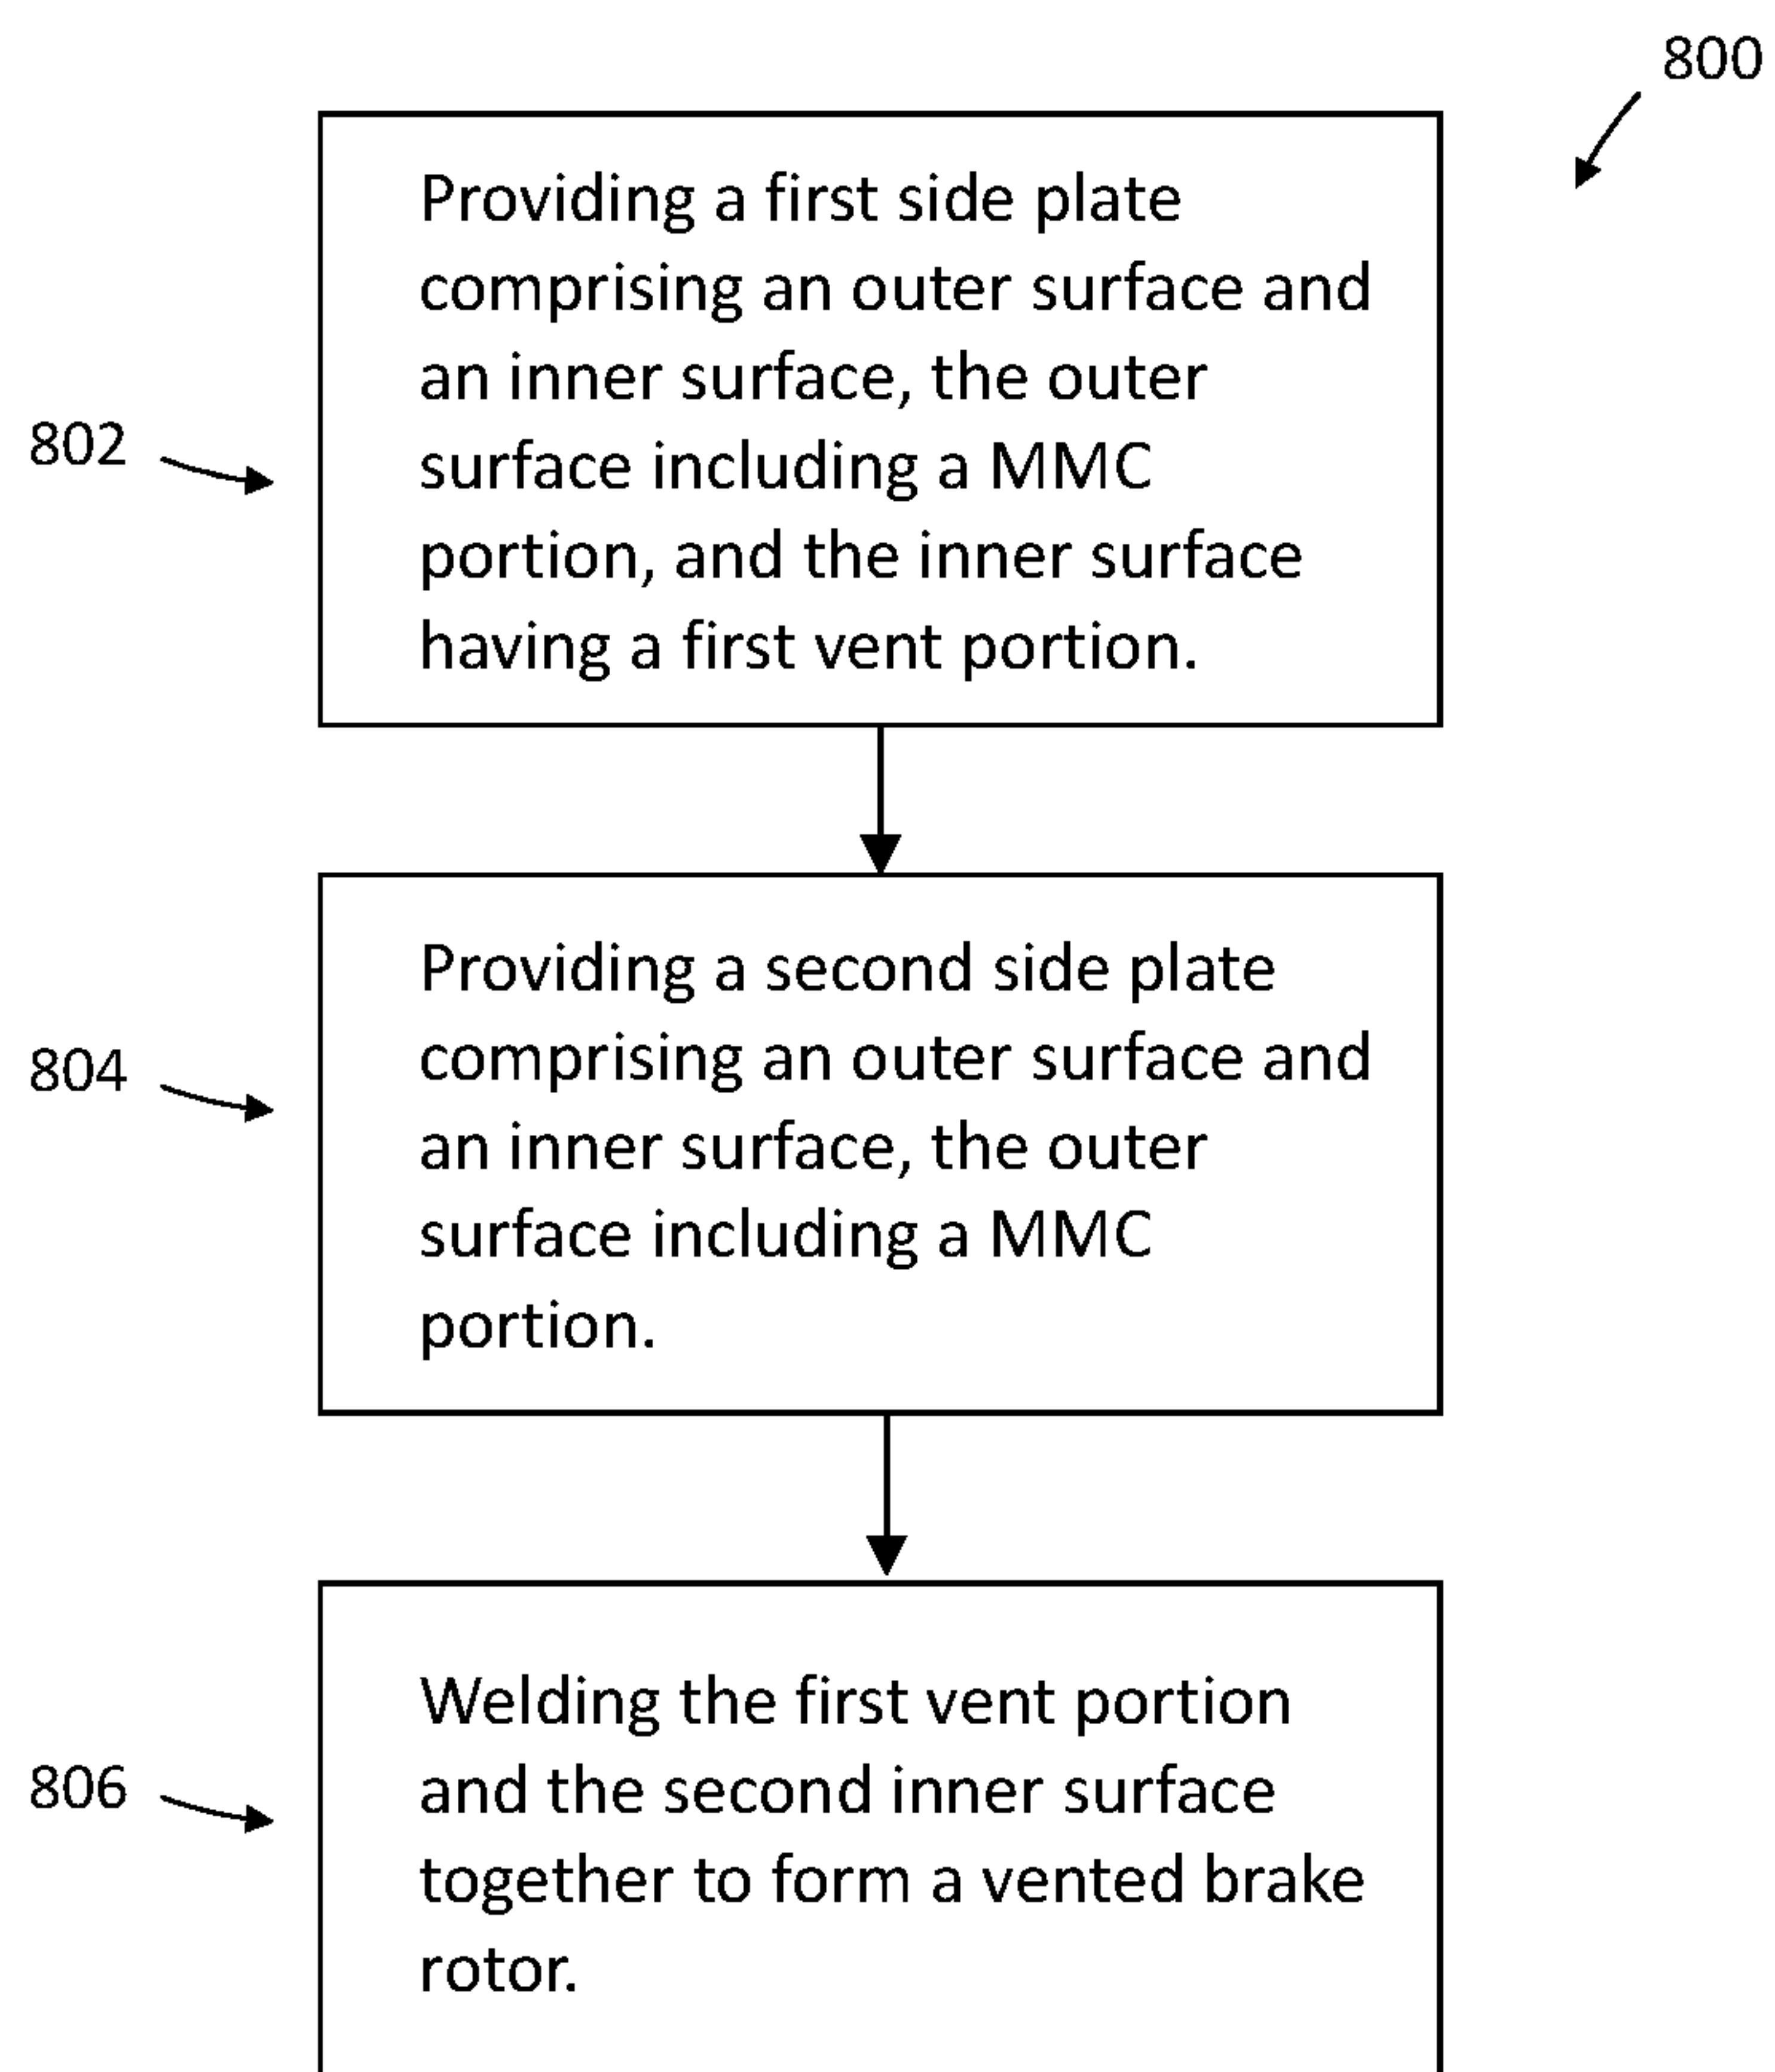 800
Providing a first side plate
comprising an outer surface and
an inner surface, the outer
802
surface including a MMC
portion, and the inner surface
having a first vent portion.
Providing a second side plate
comprising an outer surface and
804
an inner surface, the outer
surface including a MMC
portion.
Welding the first vent portion
806
and the second inner surface
together to form a vented brake
rotor.